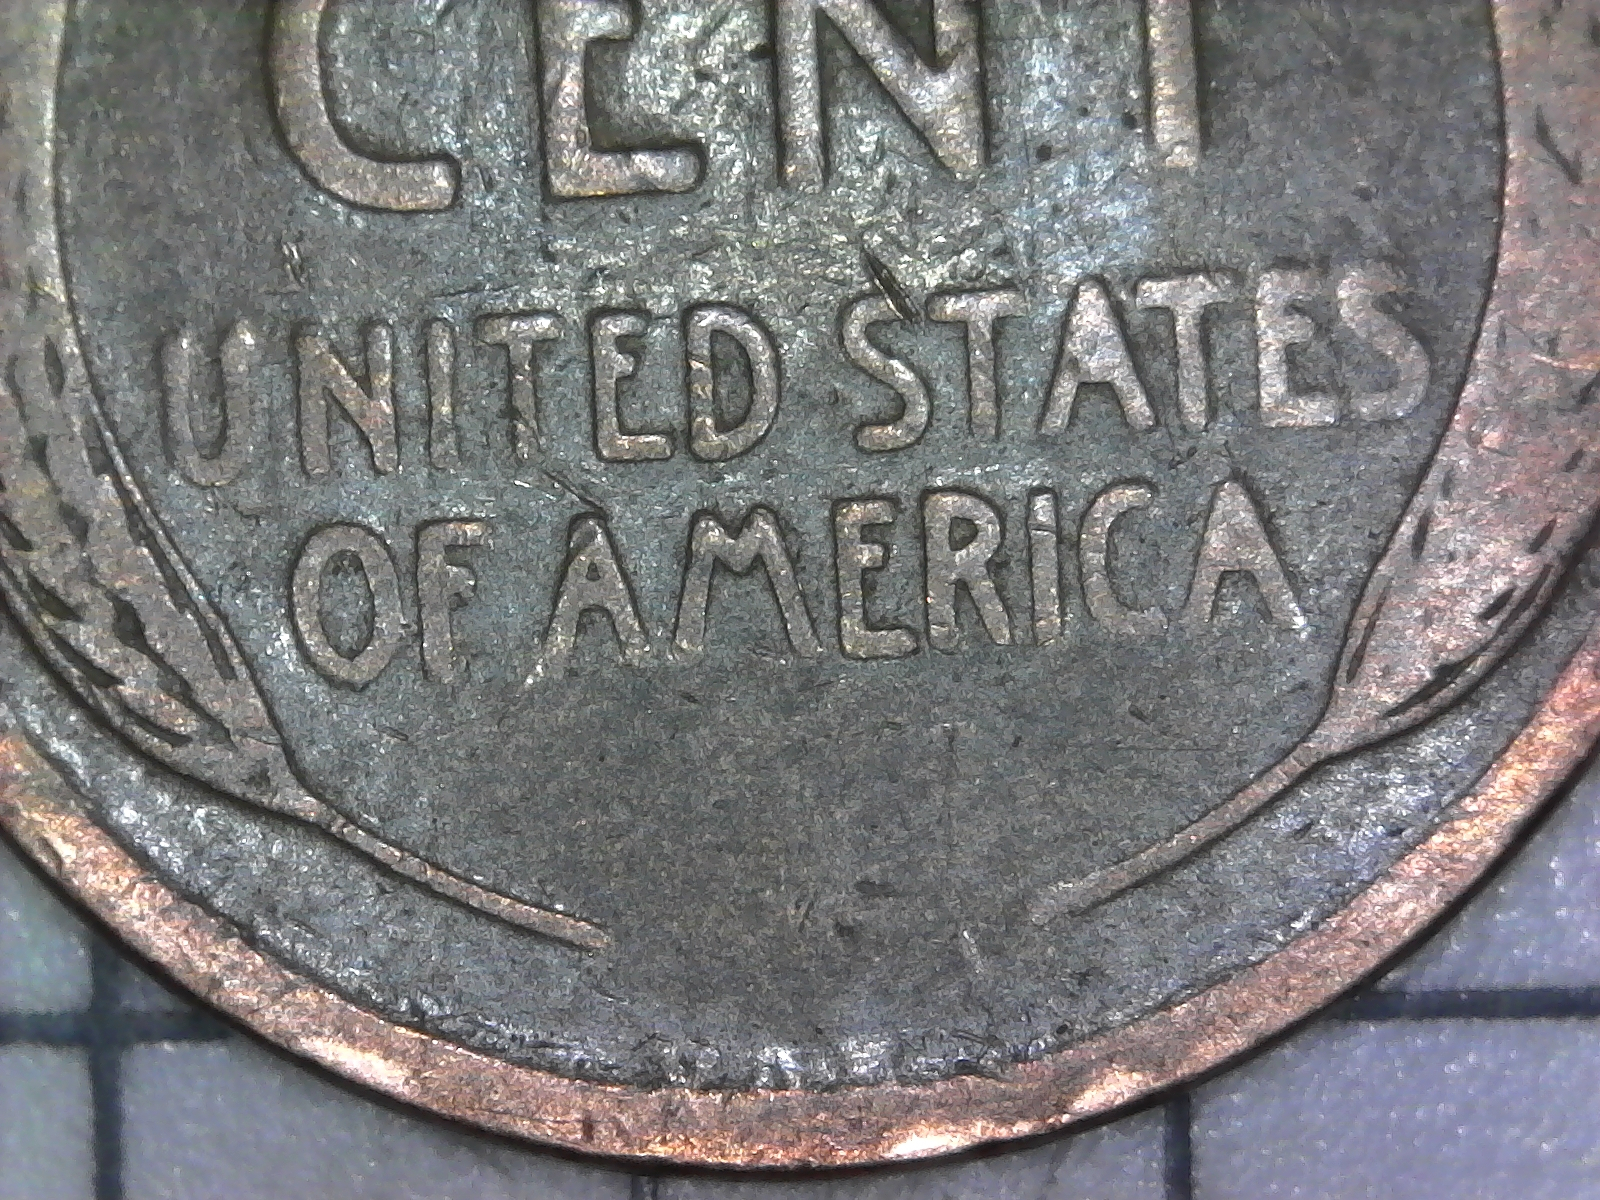 CENT
UNITED STATES
OF AMERICA